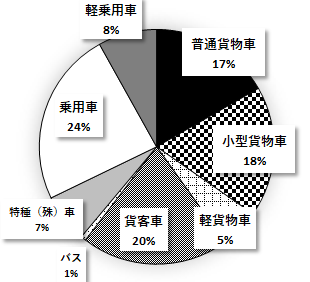 軽乗用車
8%
普通貨物車
17%
乗用車
24%
小型貨物車
18%
特種（殊）車
7%
貨客車
20%
軽貨物車
5%
バス
1%